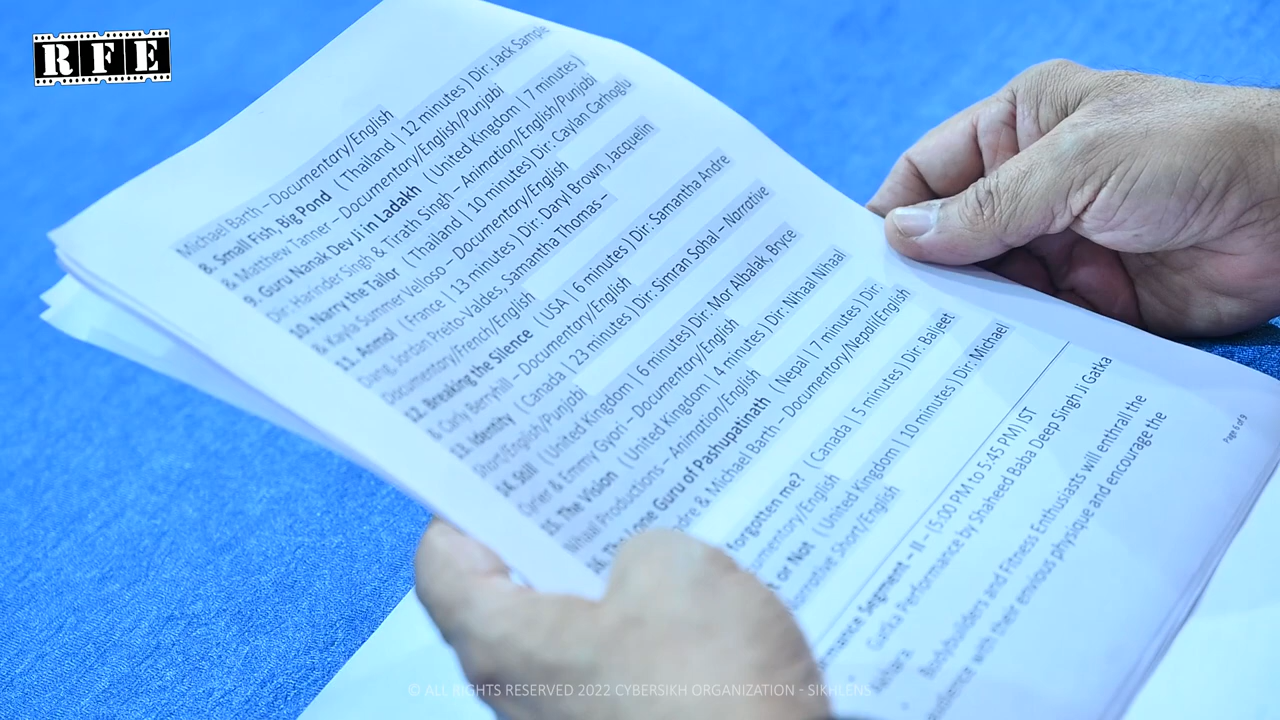 RFE
Michael Barth – Documentary/English
8. Small Fish, Big Pond ( Thailand | 12 minutes ) Dir: Jack Sample
& Matthew Tanner – Documentary/English/Punjabi
9. Guru Nanak Dev Ji in Ladakh (United Kingdom | 7 minutes)
Dir: Harinder Singh & Tirath Singh – Animation/English/Punjabi
10. Narry the Tailor (Thailand | 10 minutes) Dir: Caylan Carhoglu
& Kayla Summer Velloso – Documentary/English
11. Anmol (France | 13 minutes ) Dir: Daryl Brown, Jacquelin
Ding, Jordan Preito-Valdes, Samantha Thomas–
Documentary/French/English
12. Breaking the Silence (USA | 6 minutes ) Dir: Samantha Andre
& Carly Berryhill – Documentary/English
13. Identity (Canada | 23 minutes ) Dir: Simran Sohal – Narrative
Short/English/Punjabi
14. Still (United Kingdom | 6 minutes) Dir: Mor Albalak, Bryce
Cyrier & Emmy Gyori – Documentary/English
15. The Vision (United Kingdom | 4 minutes ) Dir: Nihaal Nihaal
Nihaal Productions – Animation/English
Lone Guru of Pashupatinath (Nepal | 7 minutes ) Dir:
& Michael Barth – Documentary/Nepali/English
forgotten me? (Canada | 5 minutes ) Dir: Baljeet
English
or Not (United Kingdom | 10 minutes ) Dir: Michael
Short/English
Segment – II – (5:00 PM to 5:45 PM) IST
Gatka Performance by Shaheed Baba Deep Singh Ji Gatka
Akhara.
Bodybuilders and Fitness Enthusiasts will enthrall the
audience with their envious physique and encourage the
Page 6 of 9
© ALL RIGHTS RESERVED 2022 CYBERSIKH ORGANIZATION - SIKHLENS